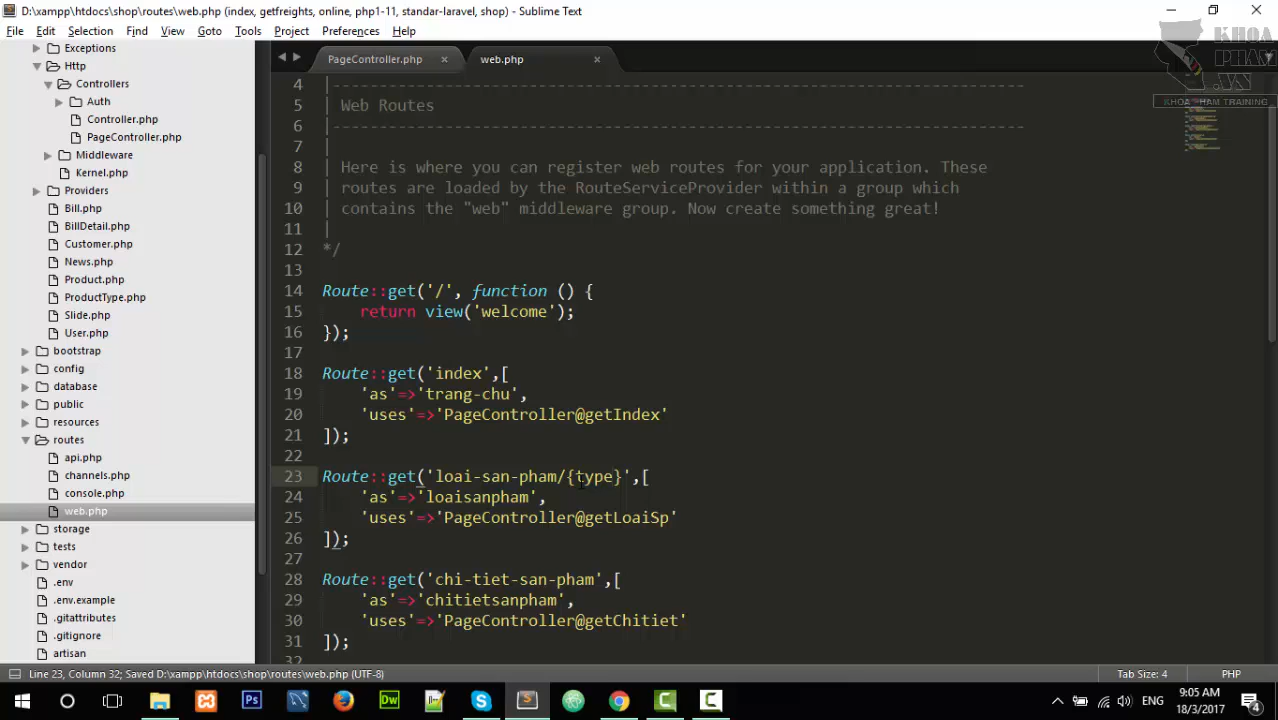 D:\xampp\htdocs\shop\routes\web.php (index, getfreights, online, php1-11, standar-laravel, shop) - Sublime Text
File Edit Selection Find View Goto Tools Project Preferences Help
Exceptions
Http
Controllers
Auth
Controller.php
PageController.php
Middleware
Kernel.php
Providers
Bill.php
BillDetail.php
Customer.php
News.php
Product.php
ProductType.php
Slide.php
User.php
bootstrap
config
database
public
resources
routes
api.php
channels.php
console.php
web.php
storage
tests
vendor
.env
.env.example
.gitattributes
.gitignore
artisan
PageController.php × web.php ×
4 |--------------------------------------------------------------------------
5 | Web Routes
6 |--------------------------------------------------------------------------
7 |
8 | Here is where you can register web routes for your application. These
9 | routes are loaded by the RouteServiceProvider within a group which
10 | contains the "web" middleware group. Now create something great!
11 |
12 */
13
14 Route::get('/', function () {
15 return view('welcome');
16 });
17
18 Route::get('index',[
19 'as'=>'trang-chu',
20 'uses'=>'PageController@getIndex'
21 ]);
22
23 Route::get('loai-san-pham/{type}',[
24 'as'=>'loaisanpham',
25 'uses'=>'PageController@getLoaiSp'
26 ]);
27
28 Route::get('chi-tiet-san-pham',[
29 'as'=>'chitietsanpham',
30 'uses'=>'PageController@getChitiet'
31 ]);
32
KHOA
PHAM
.VN
KHOA PHAM TRAINING
Line 23, Column 32; Saved D:\xampp\htdocs\shop\routes\web.php (UTF-8) Tab Size: 4 PHP
ENG
9:05 AM
18/3/2017
4